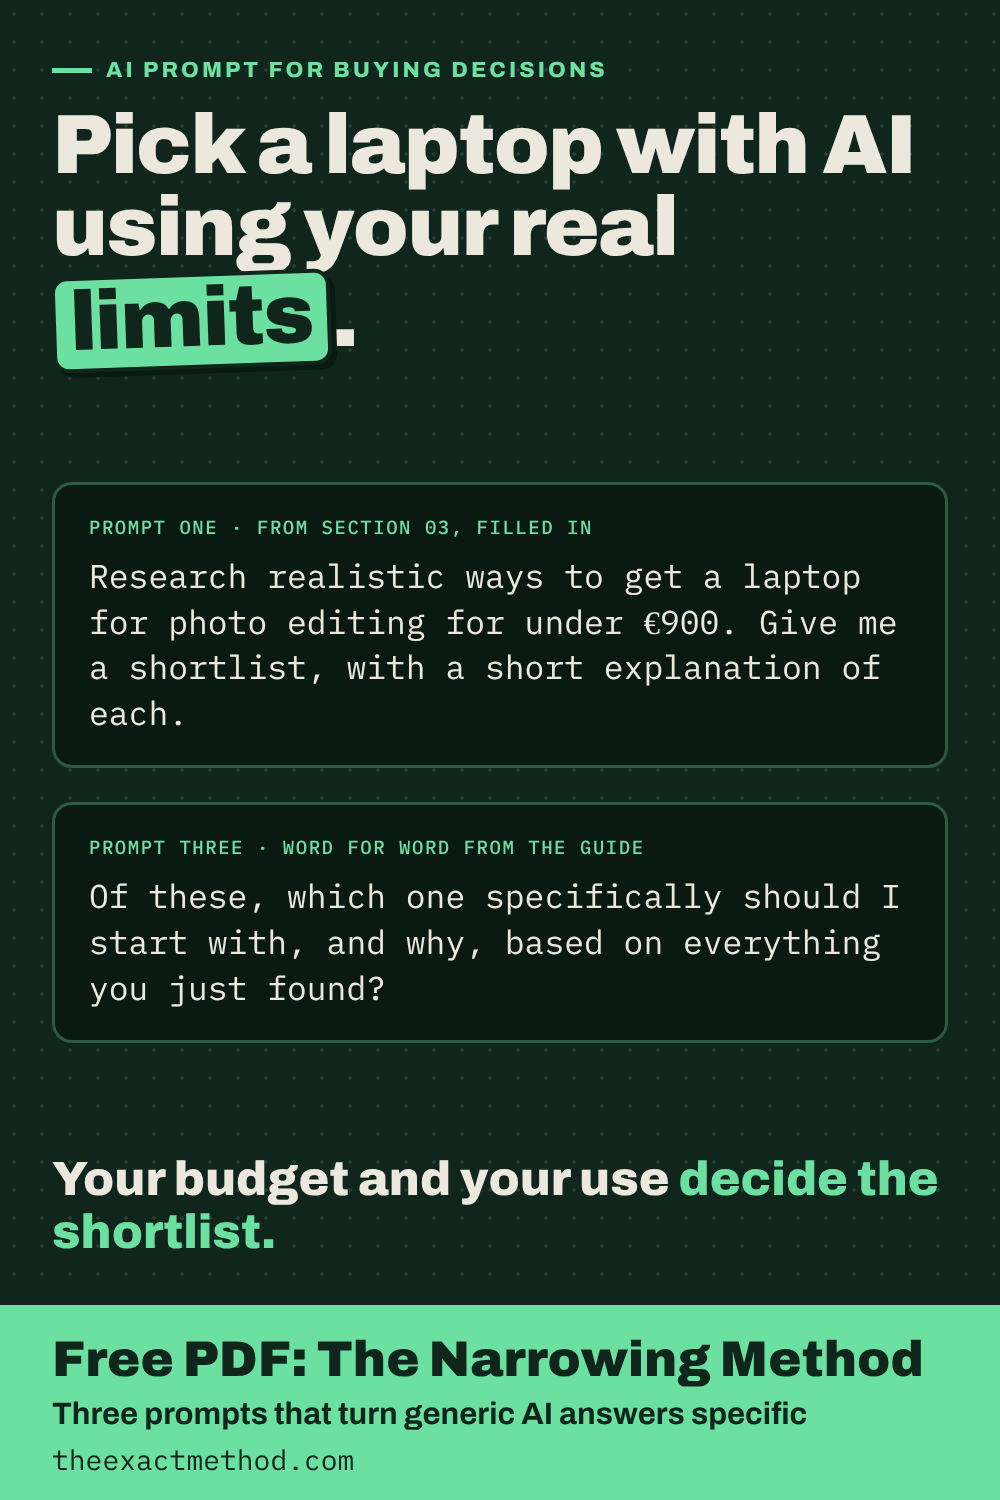 AI PROMPT FOR BUYING DECISIONS
Pick a laptop with AI
using your real
limits.
PROMPT ONE · FROM SECTION 03, FILLED IN
Research realistic ways to get a laptop
for photo editing for under €900. Give me
a shortlist, with a short explanation of
each.
PROMPT THREE · WORD FOR WORD FROM THE GUIDE
Of these, which one specifically should I
start with, and why, based on everything
you just found?
Your budget and your use decide the
shortlist.
Free PDF: The Narrowing Method
Three prompts that turn generic AI answers specific
theexactmethod.com